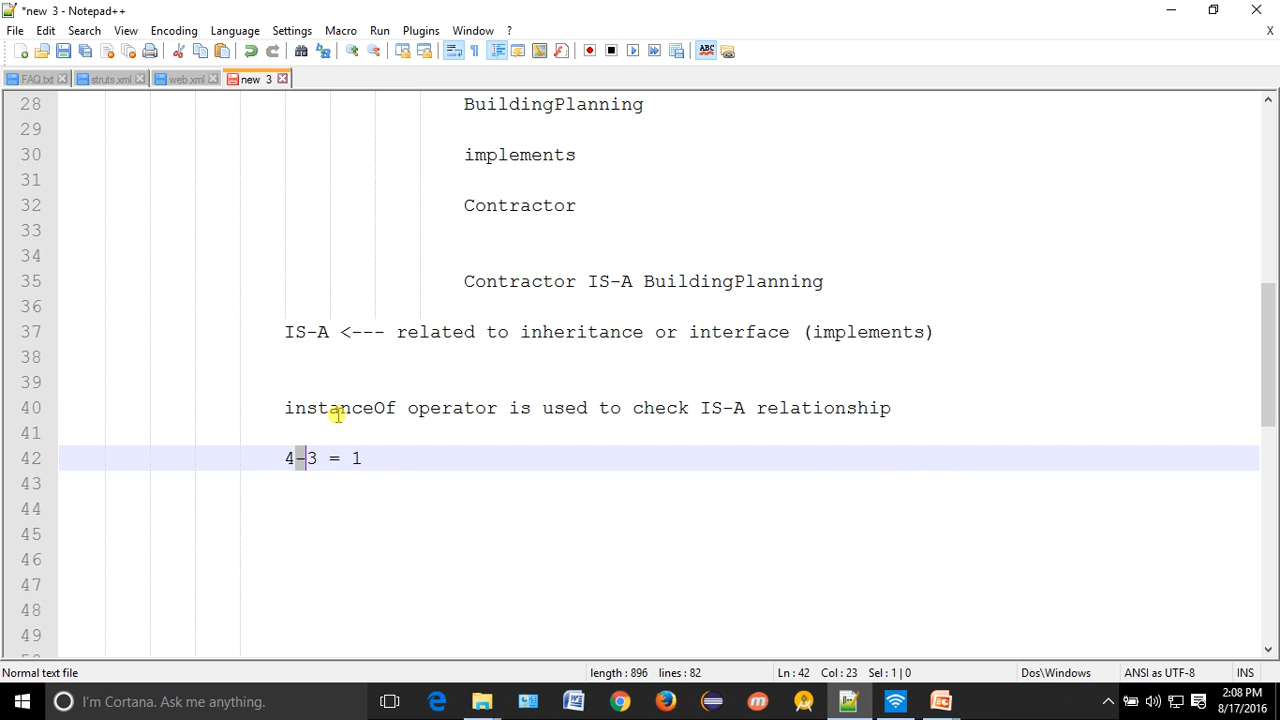 *new 3 - Notepad++
File Edit Search View Encoding Language Settings Macro Run Plugins Window ? X
FAQ.txt struts.xml web.xml new 3
28 BuildingPlanning
29
30 implements
31
32 Contractor
33
34
35 Contractor IS-A BuildingPlanning
36
37 IS-A <--- related to inheritance or interface (implements)
38
39
40 instanceOf operator is used to check IS-A relationship
41
42 4-3 = 1
43
44
45
46
47
48
49
Normal text file length : 896 lines : 82 Ln : 42 Col : 23 Sel : 1 | 0 Dos\Windows ANSI as UTF-8 INS
I'm Cortana. Ask me anything. 2:08 PM
8/17/2016